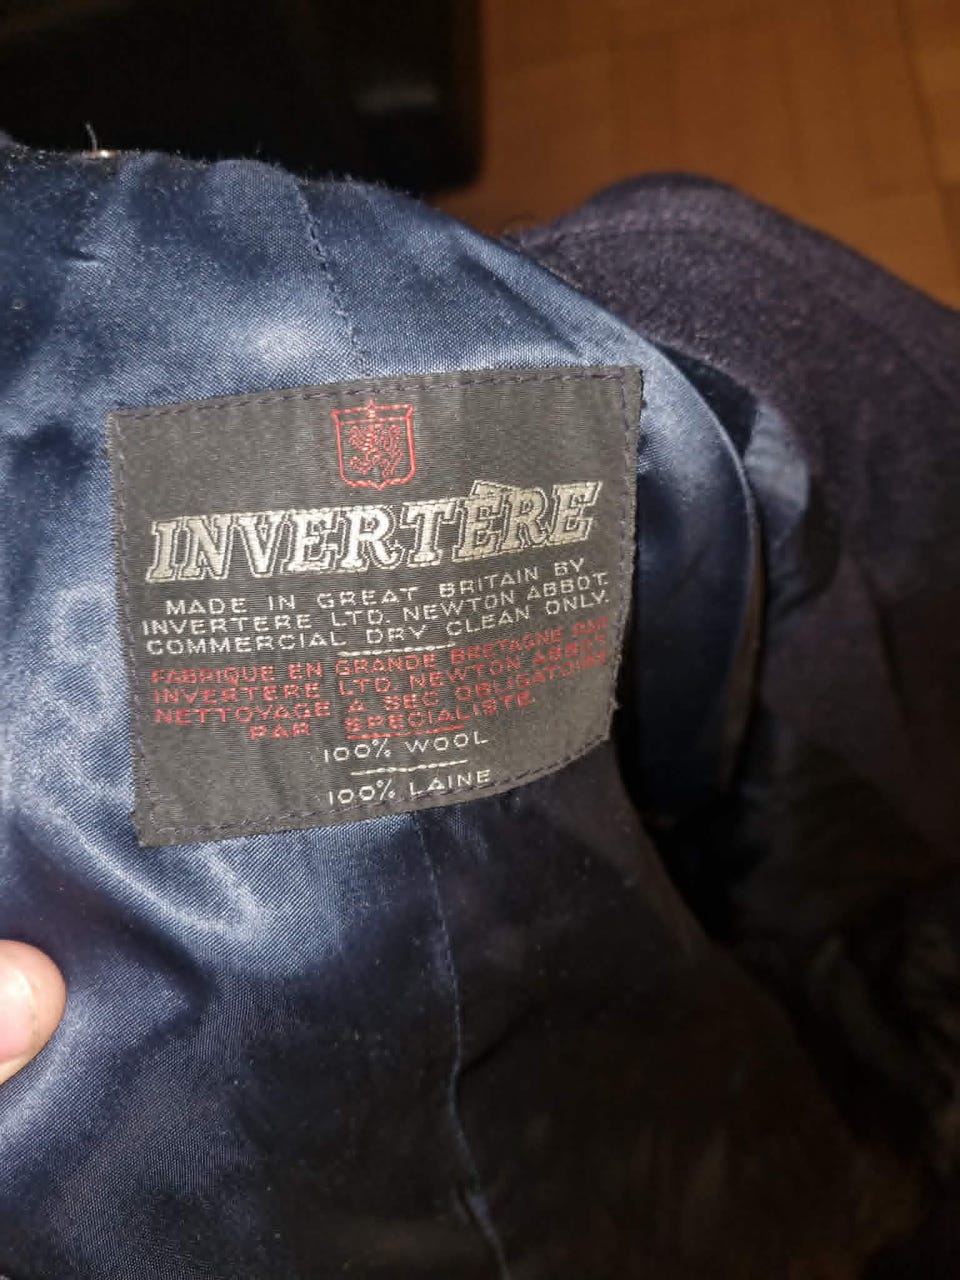 INVERTÈRE
MADE IN GREAT BRITAIN BY
INVERTERE LTD. NEWTON ABBOT.
COMMERCIAL DRY CLEAN ONLY.
FABRIQUE EN GRANDE BRETAGNE PAR
INVERTERE LTD. NEWTON ABBOT
NETTOYAGE A SEC OBLIGATOIRE
PAR SPECIALISTE.
100% WOOL
100% LAINE